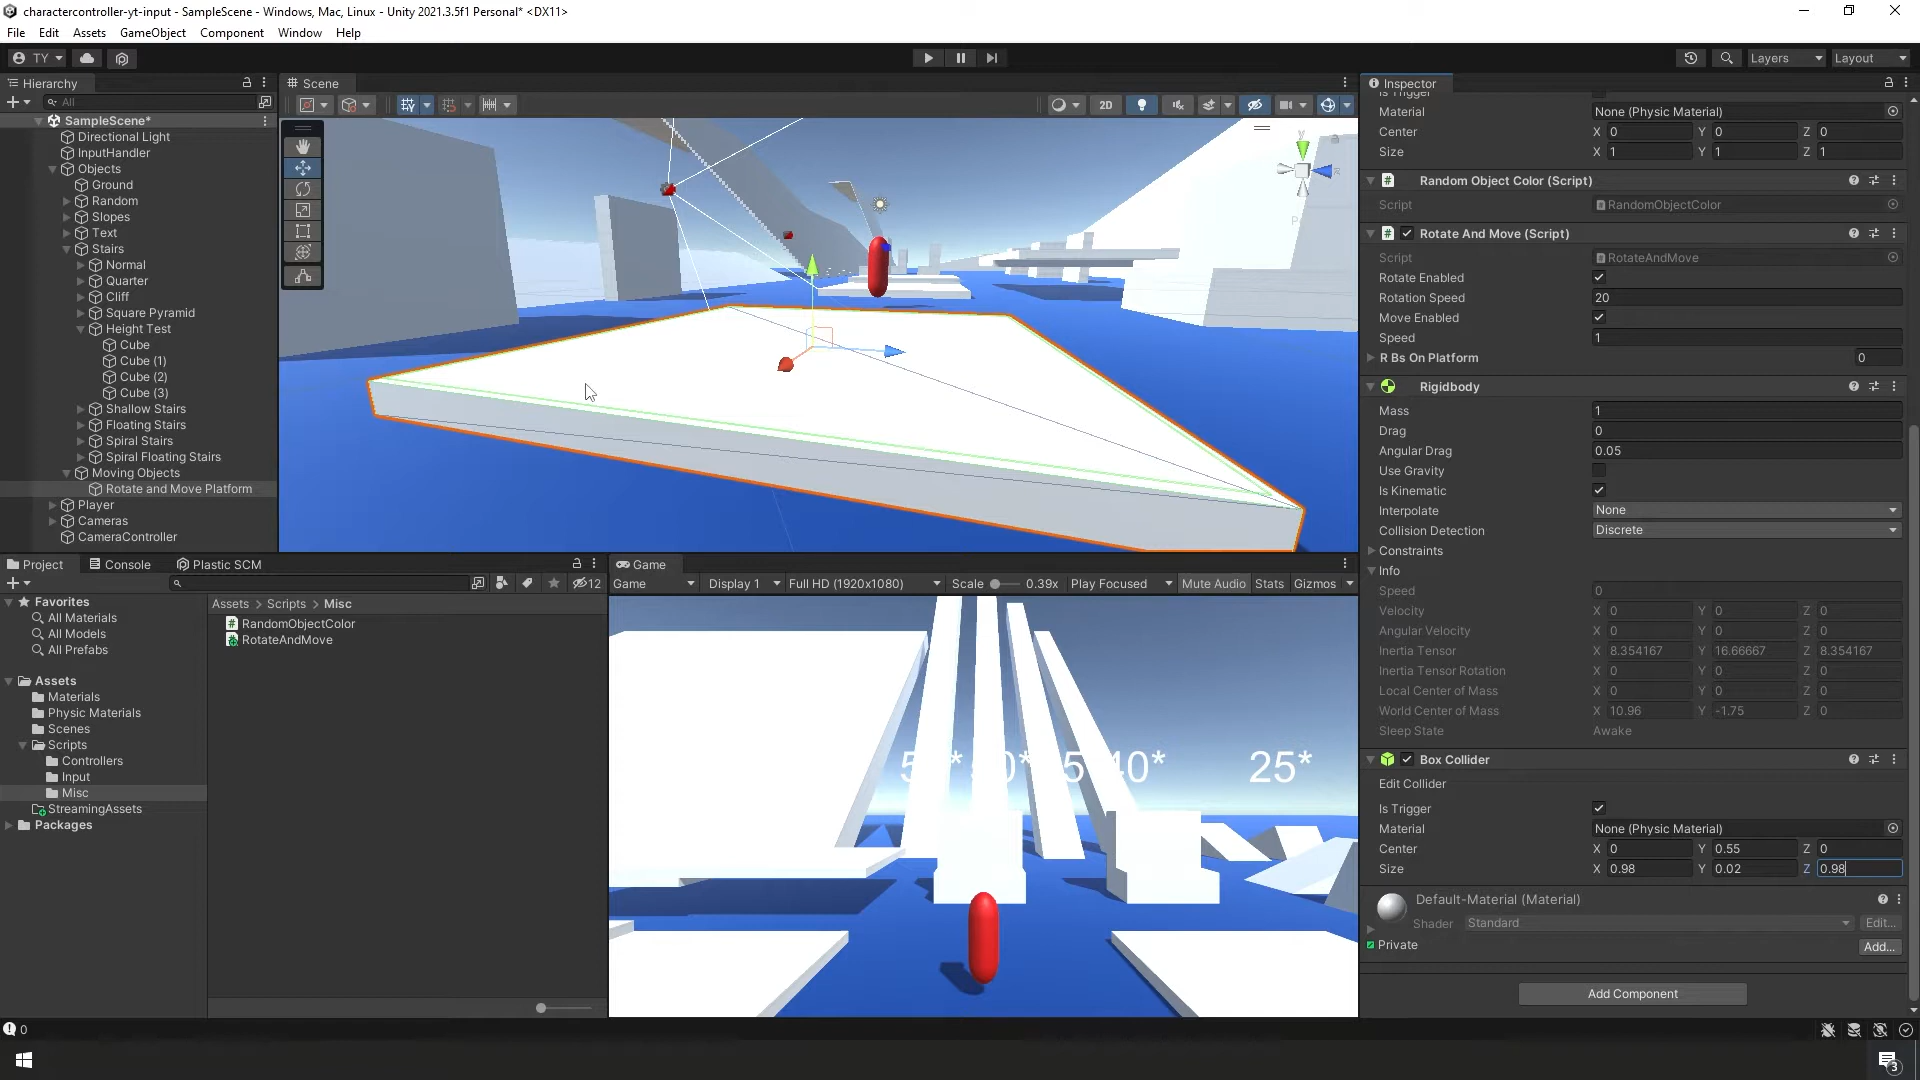 charactercontroller-yt-input - SampleScene - Windows, Mac, Linux - Unity 2021.3.5f1 Personal* <DX11>
File Edit Assets GameObject Component Window Help
TY
Layers
Layout
Hierarchy
All
SampleScene*
Directional Light
InputHandler
Objects
Ground
Random
Slopes
Text
Stairs
Normal
Quarter
Cliff
Square Pyramid
Height Test
Cube
Cube (1)
Cube (2)
Cube (3)
Shallow Stairs
Floating Stairs
Spiral Stairs
Spiral Floating Stairs
Moving Objects
Rotate and Move Platform
Player
Cameras
CameraController
Scene
2D
y
Project Console Plastic SCM
12
Favorites
All Materials
All Models
All Prefabs
Assets
Materials
Physic Materials
Scenes
Scripts
Controllers
Input
Misc
StreamingAssets
Packages
Assets > Scripts > Misc
RandomObjectColor
RotateAndMove
Game
Game Display 1 Full HD (1920x1080) Scale 0.39x Play Focused Mute Audio Stats Gizmos
40* 25*
Inspector
Is Trigger
Material None (Physic Material)
Center X 0 Y 0 Z 0
Size X 1 Y 1 Z 1
# Random Object Color (Script)
Script RandomObjectColor
# Rotate And Move (Script)
Script RotateAndMove
Rotate Enabled
Rotation Speed 20
Move Enabled
Speed 1
R Bs On Platform 0
Rigidbody
Mass 1
Drag 0
Angular Drag 0.05
Use Gravity
Is Kinematic
Interpolate None
Collision Detection Discrete
Constraints
Info
Speed 0
Velocity X 0 Y 0 Z 0
Angular Velocity X 0 Y 0 Z 0
Inertia Tensor X 8.354167 Y 16.66667 Z 8.354167
Inertia Tensor Rotation X 0 Y 0 Z 0
Local Center of Mass X 0 Y 0 Z 0
World Center of Mass X 10.96 Y -1.75 Z 0
Sleep State Awake
Box Collider
Edit Collider
Is Trigger
Material None (Physic Material)
Center X 0 Y 0.55 Z 0
Size X 0.98 Y 0.02 Z 0.98
Default-Material (Material)
Shader Standard Edit...
Private Add...
Add Component
0
3